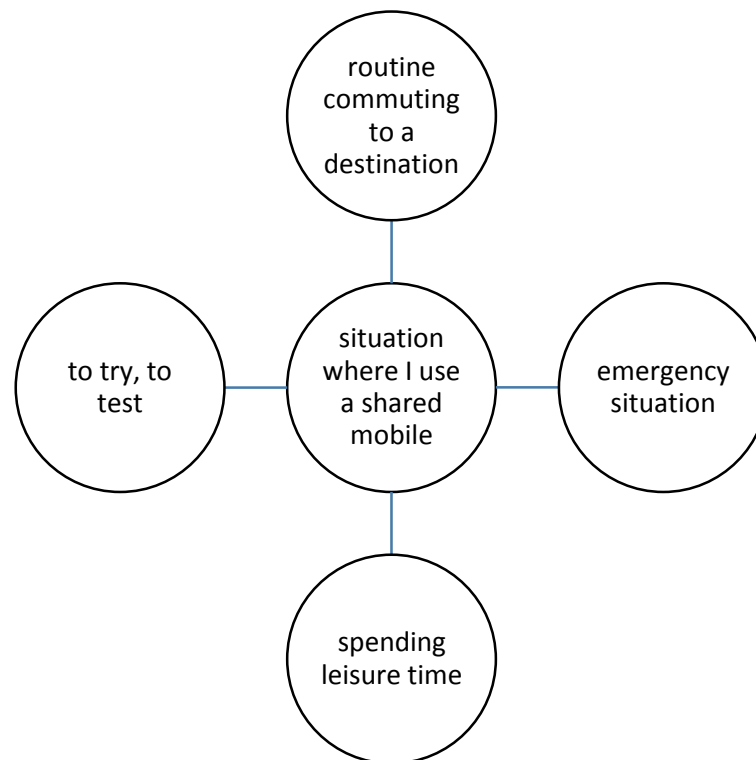 routine
commuting
to a
destination
to try, to
test
situation
where I use
a shared
mobile
emergency
situation
spending
leisure time